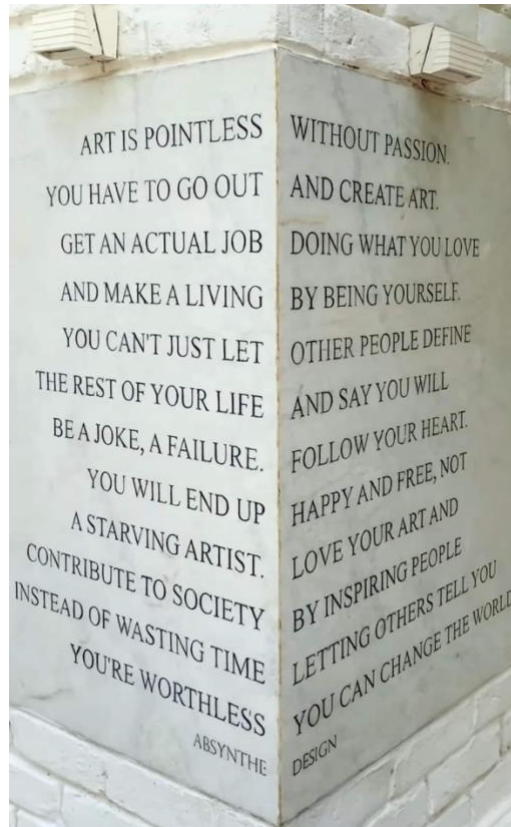 ART IS POINTLESS WITHOUT PASSION.
YOU HAVE TO GO OUT AND CREATE ART.
GET AN ACTUAL JOB DOING WHAT YOU LOVE
AND MAKE A LIVING BY BEING YOURSELF.
YOU CAN'T JUST LET OTHER PEOPLE DEFINE
THE REST OF YOUR LIFE AND SAY YOU WILL
BE A JOKE, A FAILURE. FOLLOW YOUR HEART.
YOU WILL END UP HAPPY AND FREE, NOT
A STARVING ARTIST. LOVE YOUR ART AND
CONTRIBUTE TO SOCIETY BY INSPIRING PEOPLE
INSTEAD OF WASTING TIME LETTING OTHERS TELL YOU
YOU'RE WORTHLESS YOU CAN CHANGE THE WORLD
ABSYNTHE DESIGN